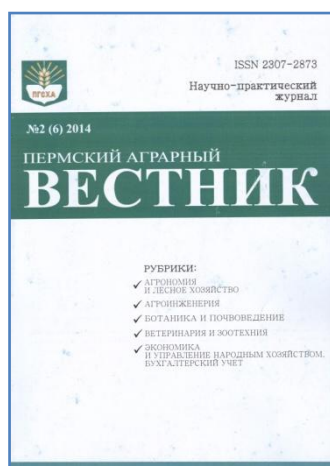 ПГСХА
ISSN 2307-2873
Научно-практический
журнал
№2 (6) 2014
ПЕРМСКИЙ АГРАРНЫЙ
ВЕСТНИК
РУБРИКИ:
АГРОНОМИЯ
И ЛЕСНОЕ ХОЗЯЙСТВО
АГРОИНЖЕНЕРИЯ
БОТАНИКА И ПОЧВОВЕДЕНИЕ
ВЕТЕРИНАРИЯ И ЗООТЕХНИЯ
ЭКОНОМИКА
И УПРАВЛЕНИЕ НАРОДНЫМ ХОЗЯЙСТВОМ,
БУХГАЛТЕРСКИЙ УЧЕТ